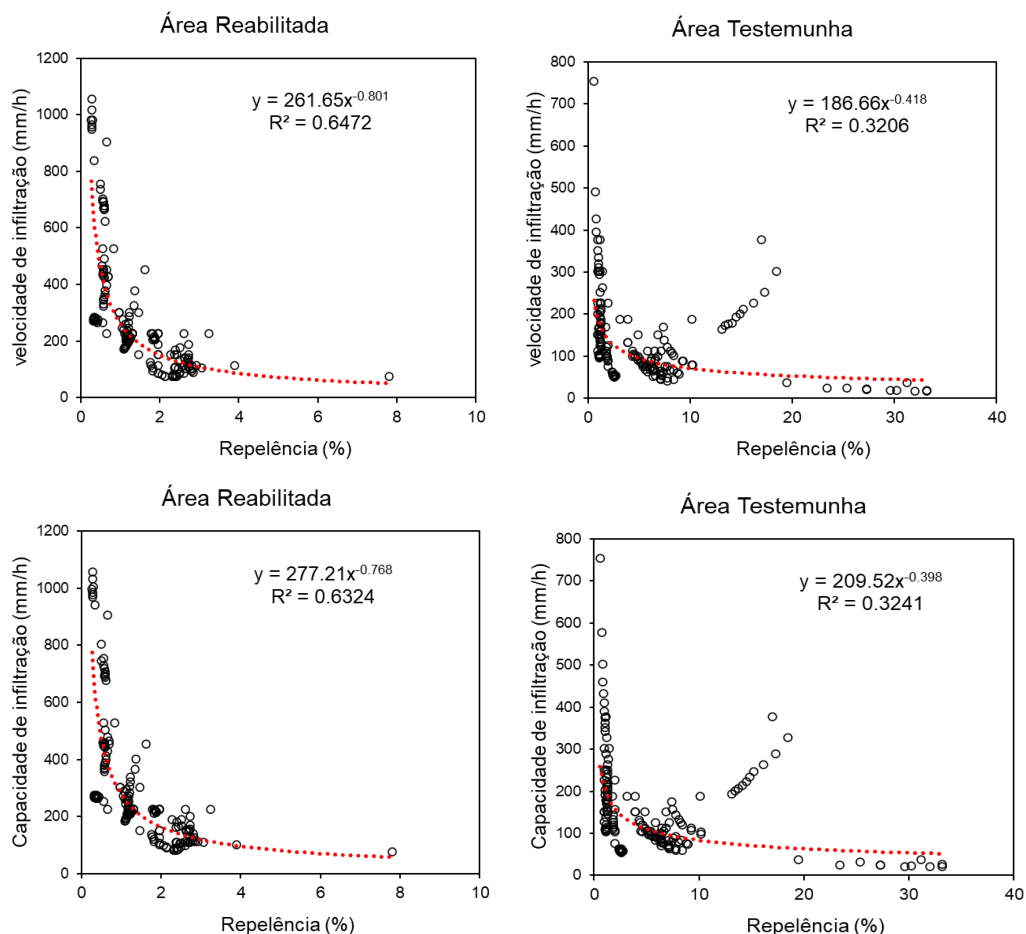 Área Reabilitada
velocidade de infiltração (mm/h)
1200
1000
800
600
400
200
0
y = 261.65x^-0.801
R² = 0.6472
0 2 4 6 8 10
Repelência (%)
Área Testemunha
velocidade de infiltração (mm/h)
800
700
600
500
400
300
200
100
0
y = 186.66x^-0.418
R² = 0.3206
0 10 20 30 40
Repelência (%)
Área Reabilitada
Capacidade de infiltração (mm/h)
1200
1000
800
600
400
200
0
y = 277.21x^-0.768
R² = 0.6324
0 2 4 6 8 10
Repelência (%)
Área Testemunha
Capacidade de infiltração (mm/h)
800
700
600
500
400
300
200
100
0
y = 209.52x^-0.398
R² = 0.3241
0 10 20 30 40
Repelência (%)